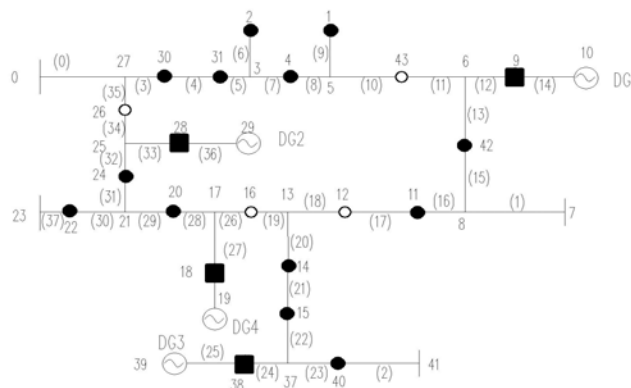 2 1
27 30 31 (6) (9) 43 6 9 10
0 (0) (3) (4) (5) 3 (7) 4 (8) 5 (10) (11) (12) (14) DG
(35)
26 28 29 (13)
(34)
25 (33) (36) DG2 42
(32)
24 (15)
(31) 20 17 16 13 (18) 12 11 (16) (1)
23 (37) (30) (29) (28) (26) (19) (17) 7
22 21 8
(27) (20)
18 14
19 (21)
15
DG4
DG3 (22)
39 (25) (24) (23) (2) 41
38 37 40